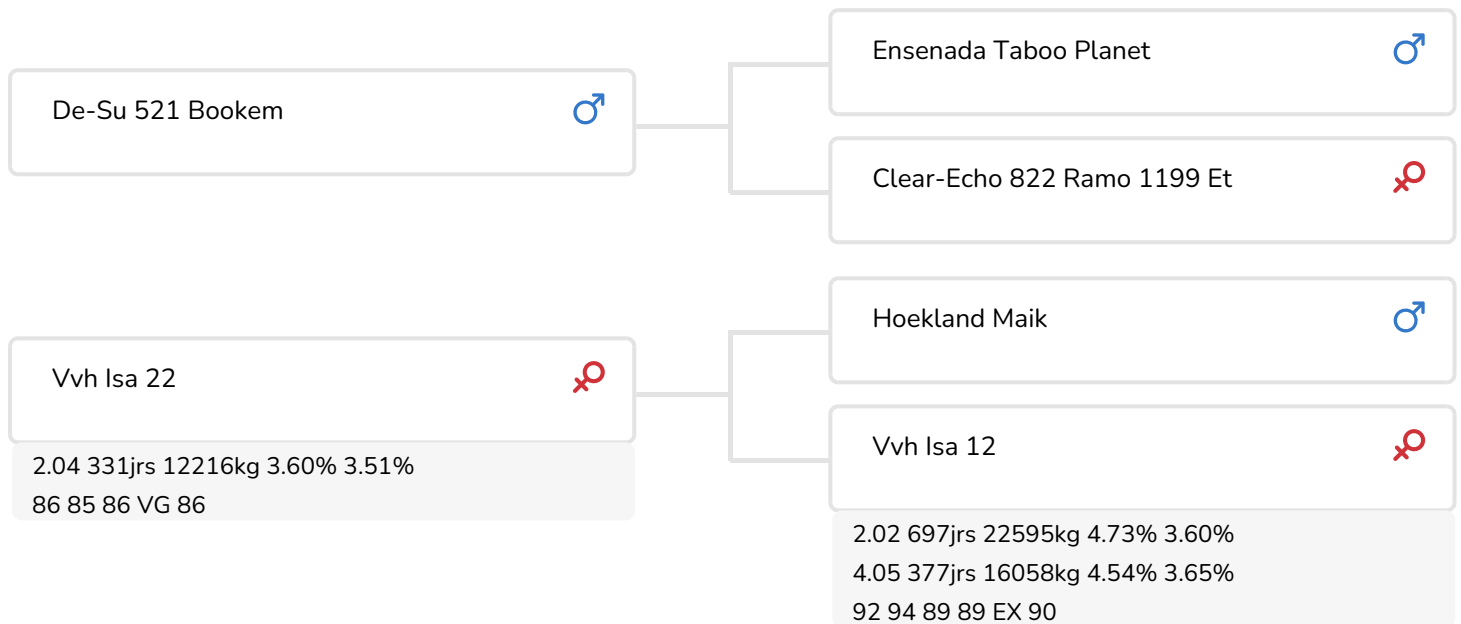 Ensenada Taboo Planet
De-Su 521 Bookem
Clear-Echo 822 Ramo 1199 Et
Hoekland Maik
Vvh Isa 22
2.04 331jrs 12216kg 3.60% 3.51%
86 85 86 VG 86
Vvh Isa 12
2.02 697jrs 22595kg 4.73% 3.60%
4.05 377jrs 16058kg 4.54% 3.65%
92 94 89 89 EX 90